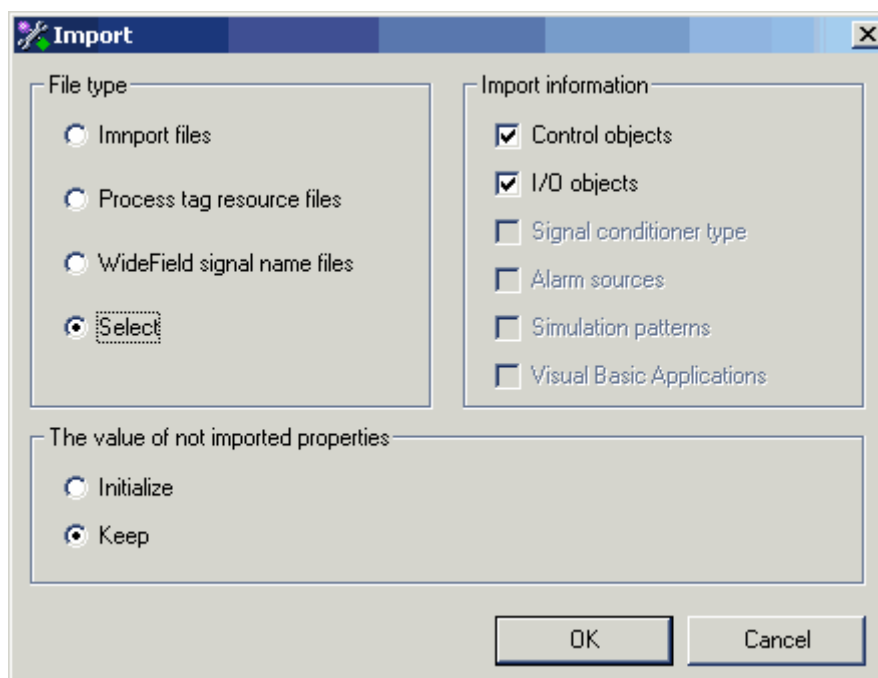 Import
File type
Imnport files
Process tag resource files
WideField signal name files
Select
Import information
Control objects
I/O objects
Signal conditioner type
Alarm sources
Simulation patterns
Visual Basic Applications
The value of not imported properties
Initialize
Keep
OK
Cancel